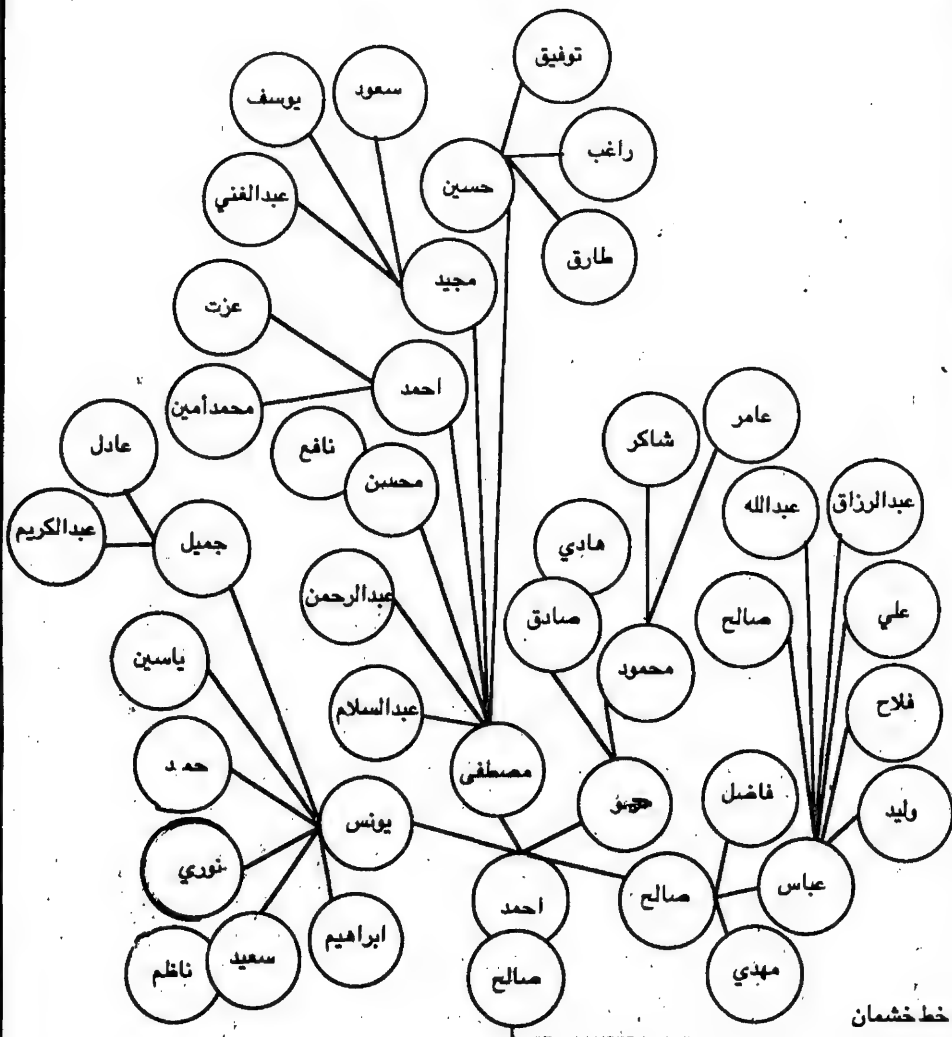 توفيق
سعود
يوسف
راغب
حسين
عبدالغني
طارق
مجيد
عزت
احمد
محمدأمين
عامر
شاكر
عادل
نافع
محسن
عبدالرزاق
عبدالله
عبدالكريم
جميل
هادي
عبدالرحمن
صادق
علي
صالح
ياسين
محمود
عبدالسلام
فلاح
حمد
مصطفى
فاضل
وليد
يونس
نوري
عباس
صالح
احمد
ابراهيم
سعيد
ناظم
صالح
مهدي
خط خشمان